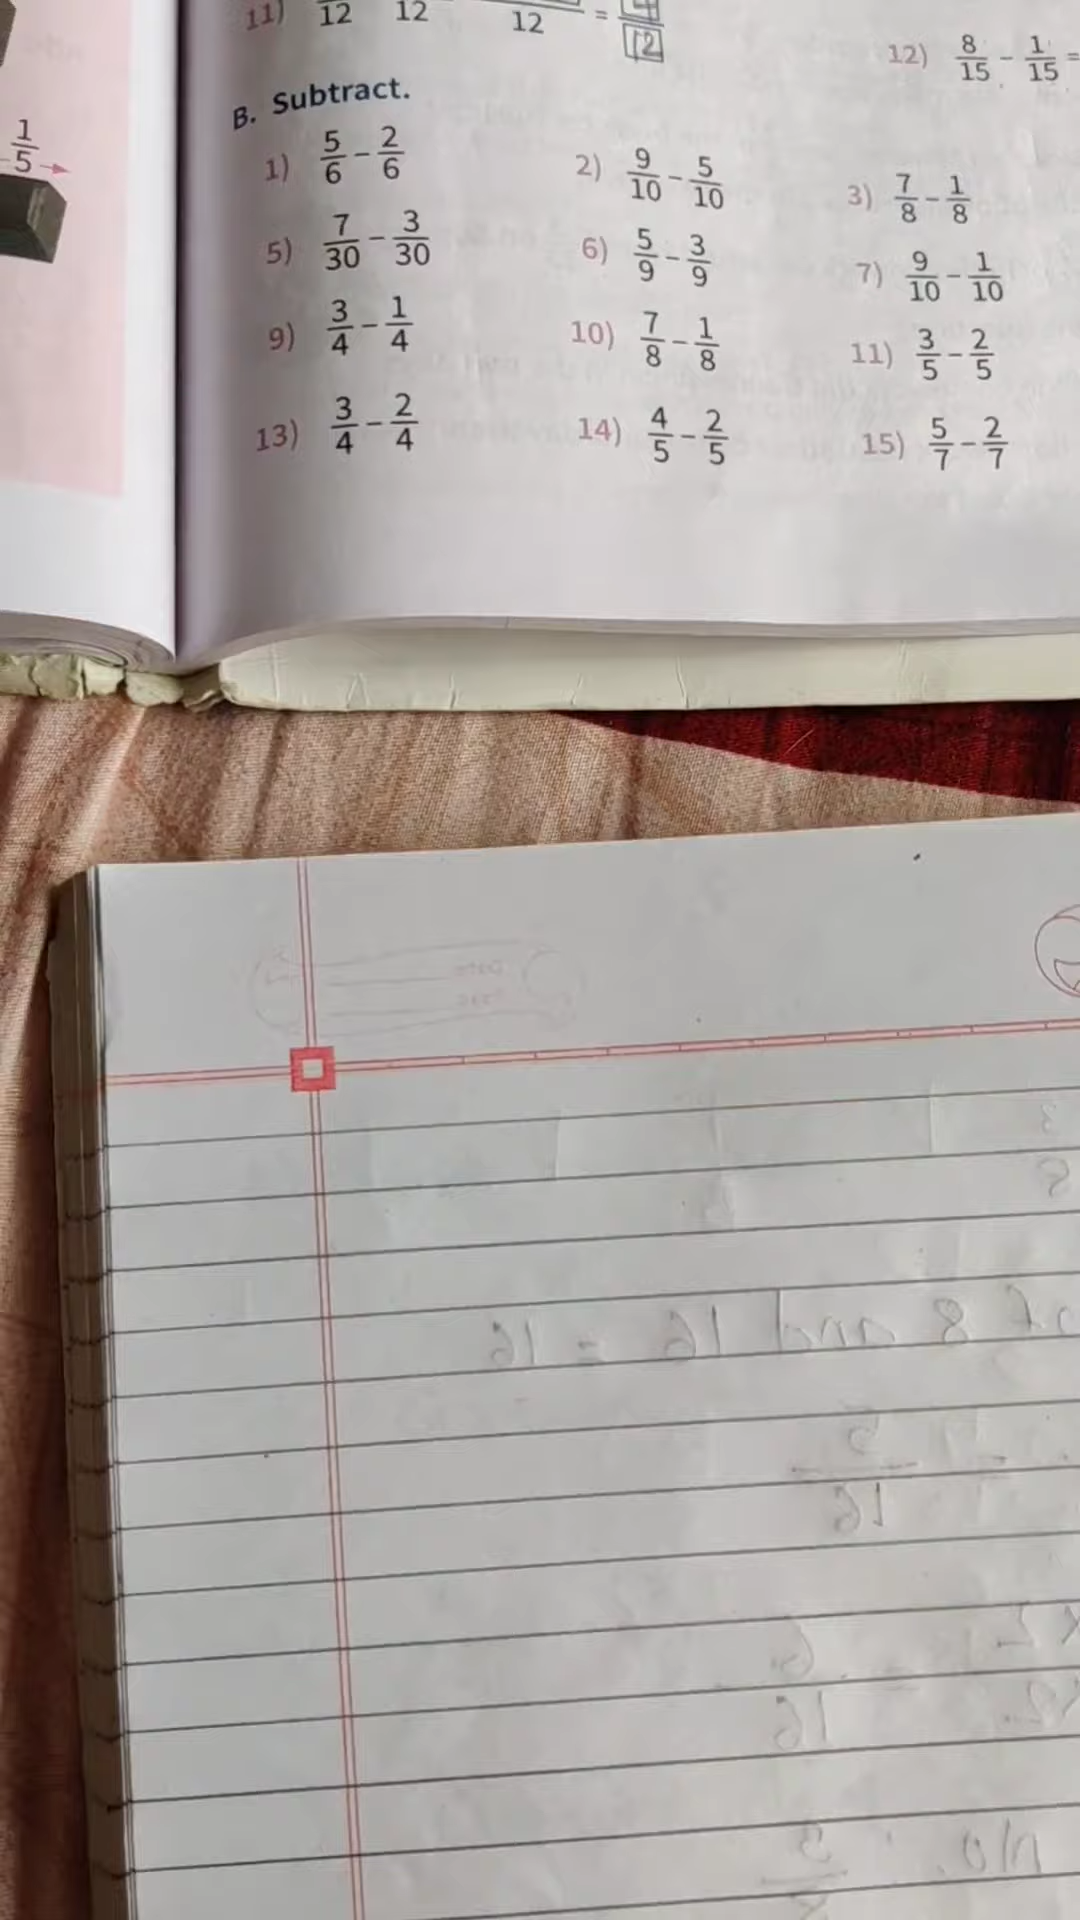 11) 12 12 12 = 4/12
12) 8/15 - 1/15 =
B. Subtract.
1/5
1) 5/6 - 2/6 2) 9/10 - 5/10 3) 7/8 - 1/8
5) 7/30 - 3/30 6) 5/9 - 3/9 7) 9/10 - 1/10
9) 3/4 - 1/4 10) 7/8 - 1/8 11) 3/5 - 2/5
13) 3/4 - 2/4 14) 4/5 - 2/5 15) 5/7 - 2/7